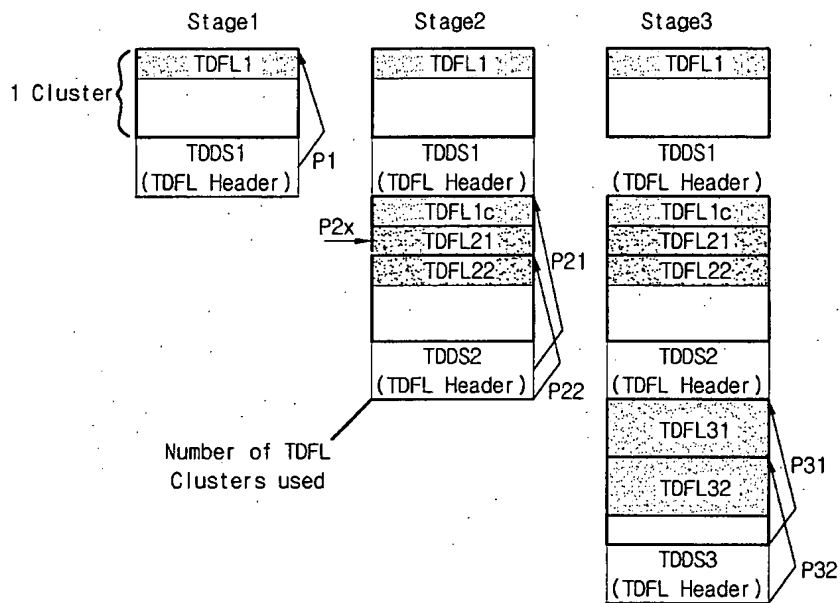 Stage1
Stage2
Stage3
1 Cluster
TDFL1
TDDS1
(TDFL Header)
P1
TDFL1
TDDS1
(TDFL Header)
P2x
TDFL1c
TDFL21
TDFL22
P21
TDDS2
(TDFL Header)
P22
Number of TDFL
Clusters used
TDFL1
TDDS1
(TDFL Header)
TDFL1c
TDFL21
TDFL22
TDDS2
(TDFL Header)
TDFL31
TDFL32
P31
TDDS3
(TDFL Header)
P32